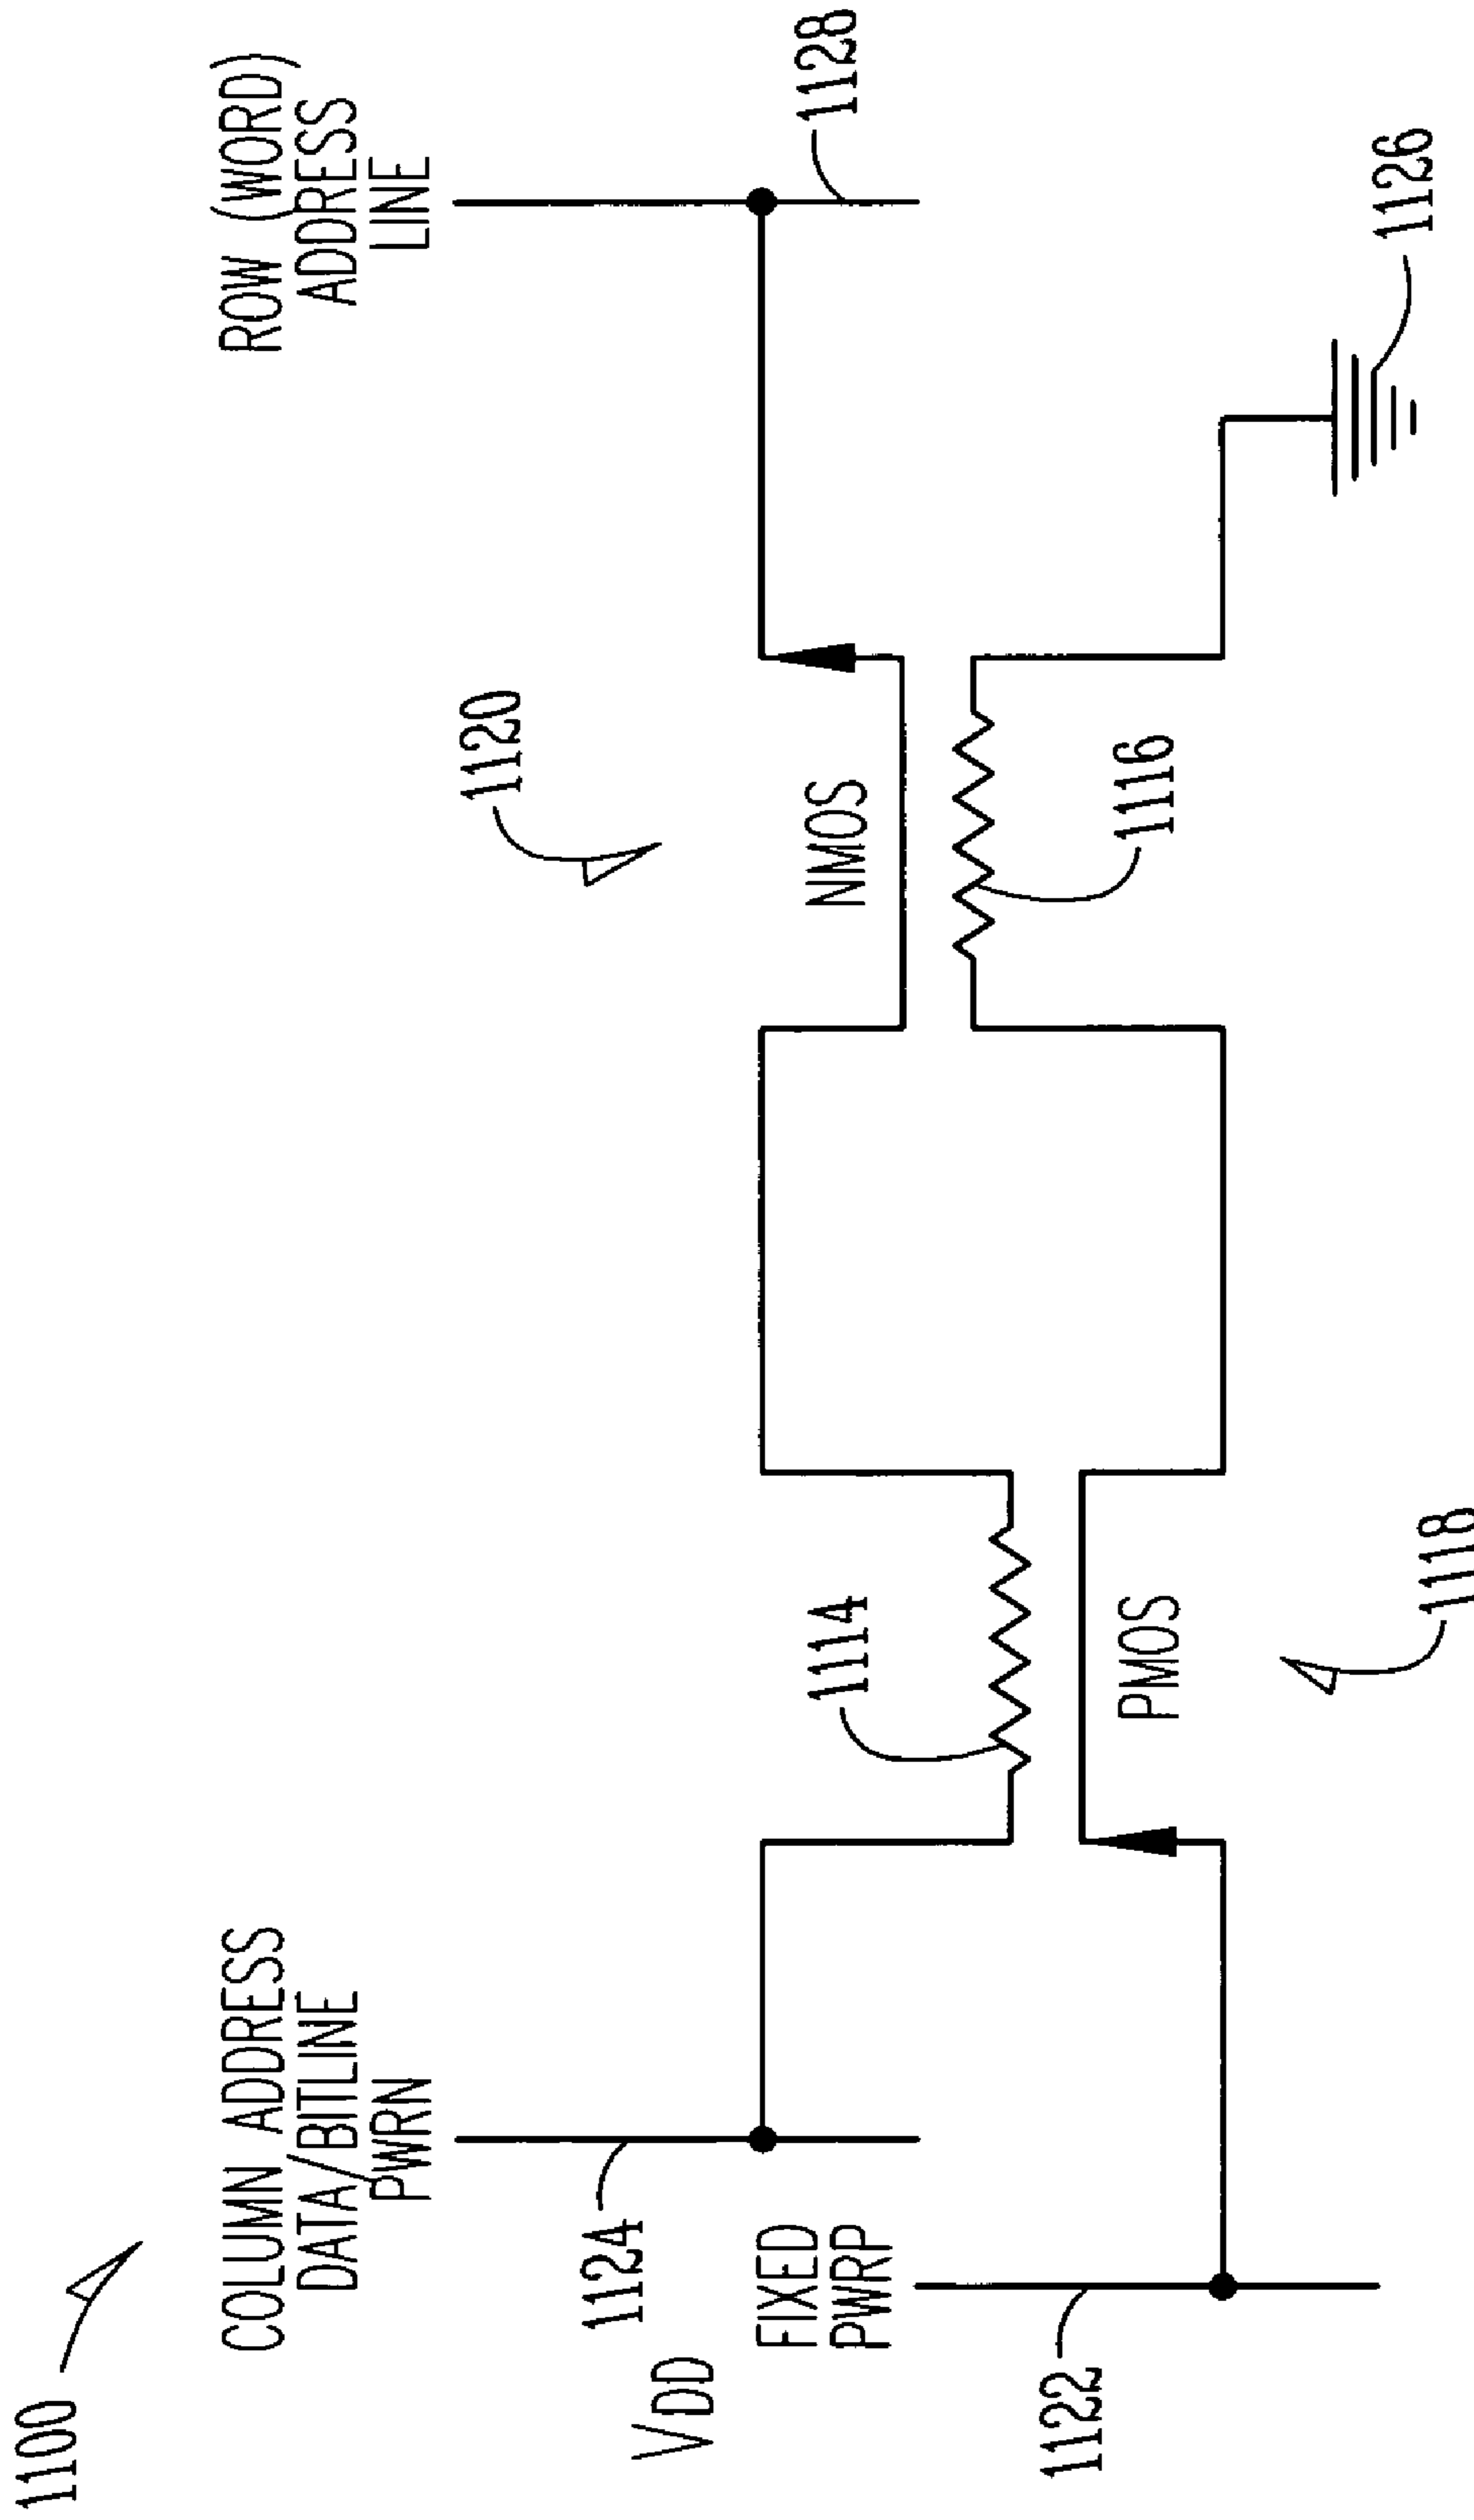 1100
COLUMN ADDRESS
DATA/BITLINE
PWRN
ROW (WORD)
ADDRESS
LINE
1124
1120
VDD
FIXED
PWRP
1114
NMOS
1128
1122
PMOS
1116
1118
1126